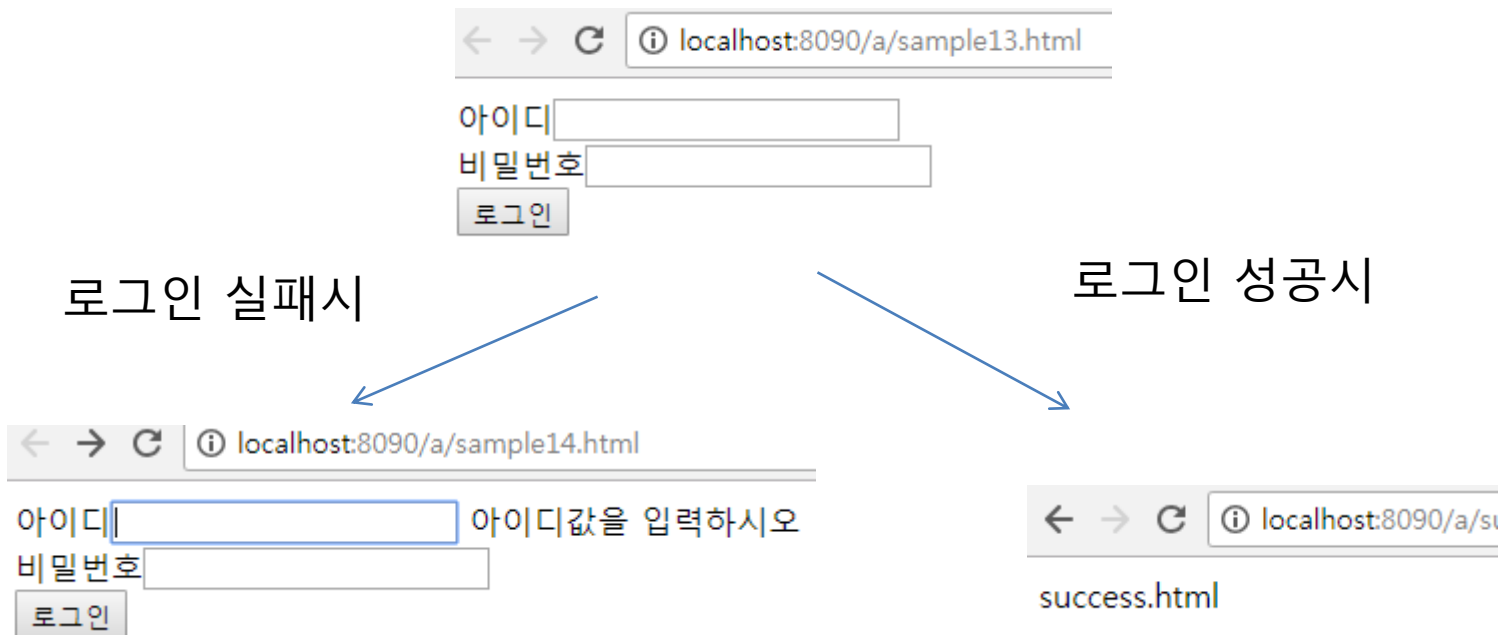 localhost:8090/a/sample13.html
아이디
비밀번호
로그인
로그인 실패시
로그인 성공시
localhost:8090/a/sample14.html
아이디 아이디값을 입력하시오
비밀번호
로그인
localhost:8090/a/su
success.html